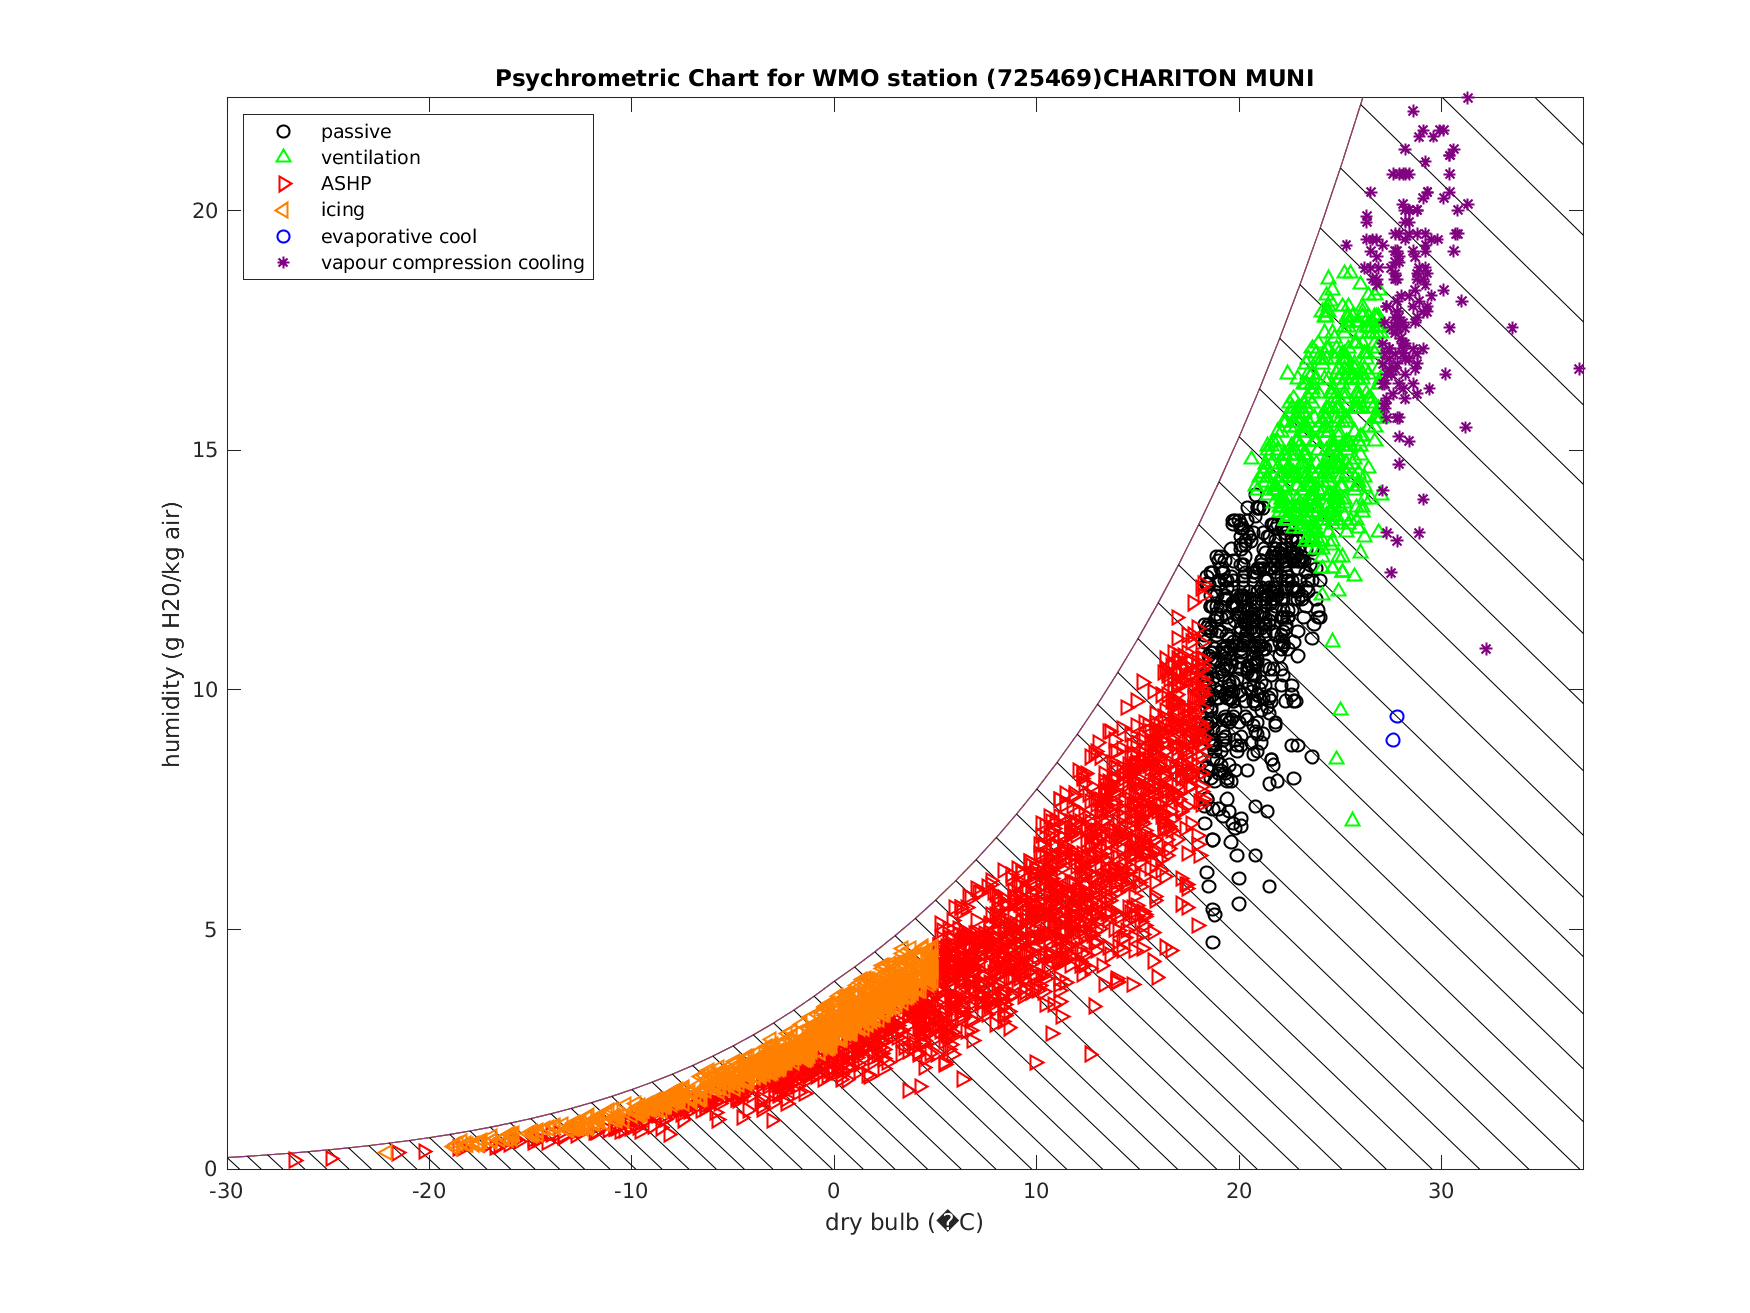 Psychrometric Chart for WMO station (725469)CHARITON MUNI
passive
ventilation
ASHP
icing
evaporative cool
vapour compression cooling
20
15
10
5
0
humidity (g H20/kg air)
-30 -20 -10 0 10 20 30
dry bulb (�C)